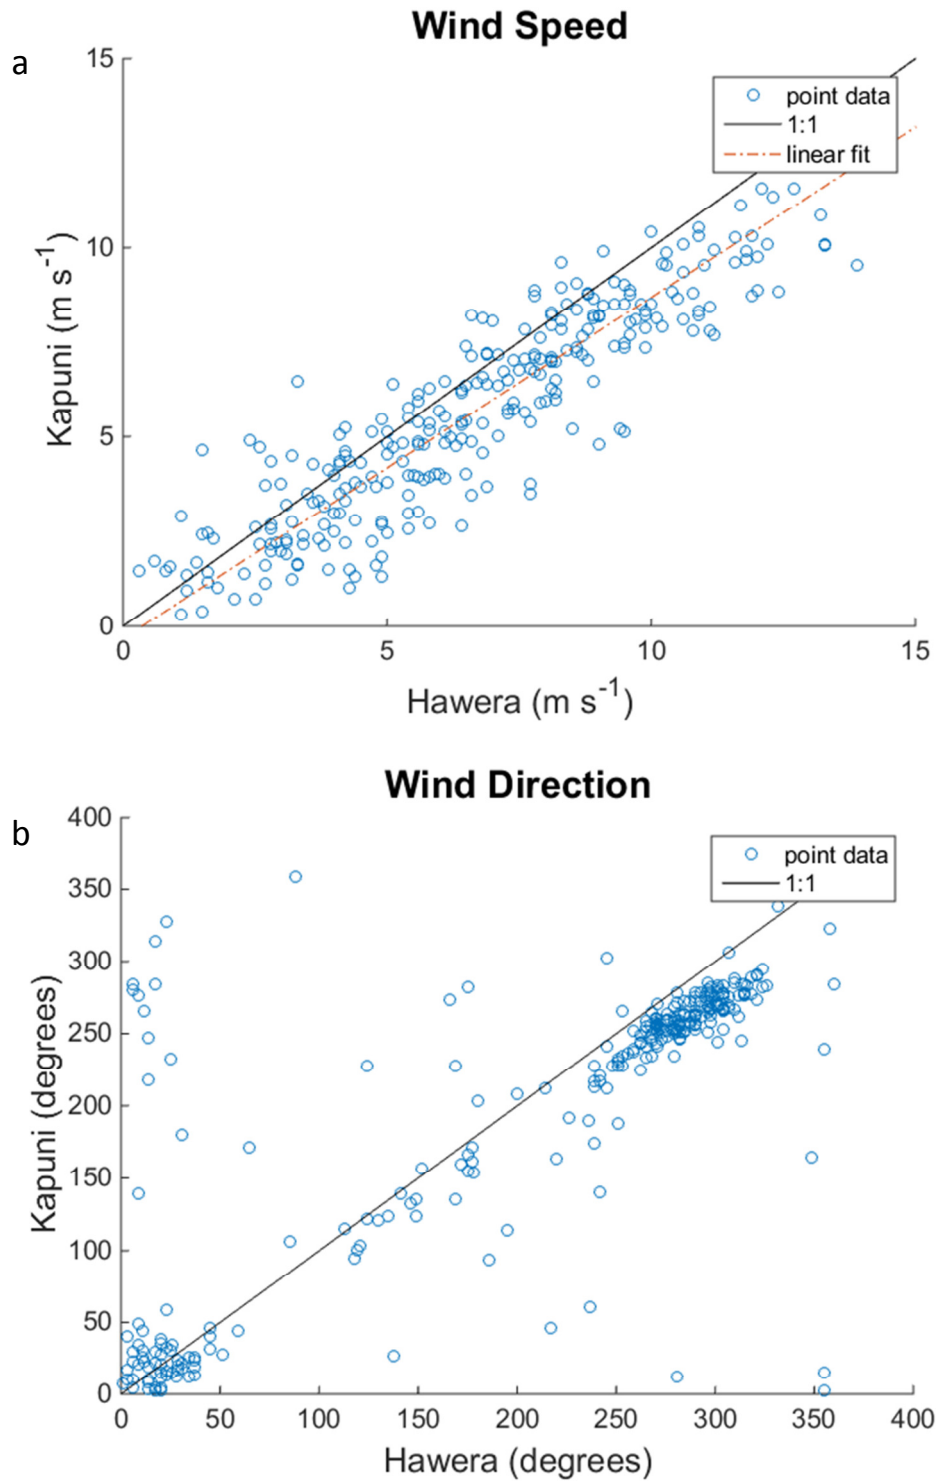 Wind Speed
a
15
10
5
0
0 5 10 15
Kapuni (m s-1)
Hawera (m s-1)
point data
1:1
linear fit
Wind Direction
b
400
350
300
250
200
150
100
50
0
0 50 100 150 200 250 300 350 400
Kapuni (degrees)
Hawera (degrees)
point data
1:1